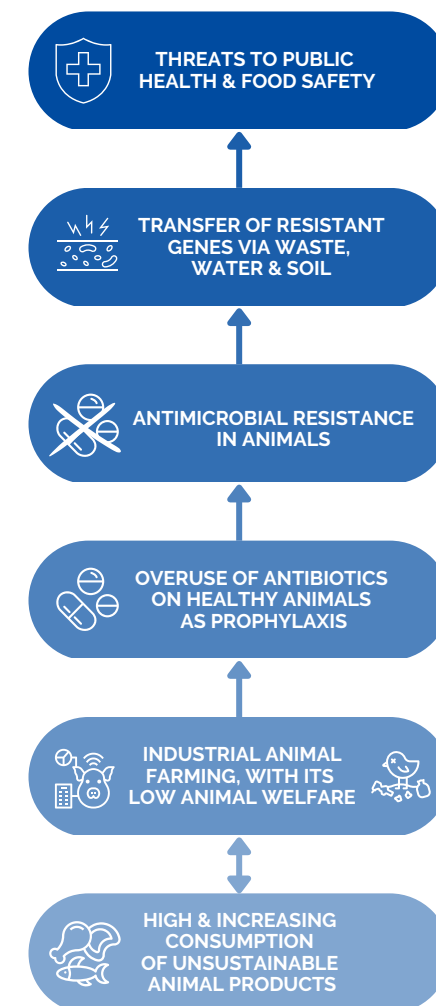 THREATS TO PUBLIC
HEALTH & FOOD SAFETY
TRANSFER OF RESISTANT
GENES VIA WASTE,
WATER & SOIL
ANTIMICROBIAL RESISTANCE
IN ANIMALS
OVERUSE OF ANTIBIOTICS
ON HEALTHY ANIMALS
AS PROPHYLAXIS
INDUSTRIAL ANIMAL
FARMING, WITH ITS
LOW ANIMAL WELFARE
HIGH & INCREASING
CONSUMPTION
OF UNSUSTAINABLE
ANIMAL PRODUCTS